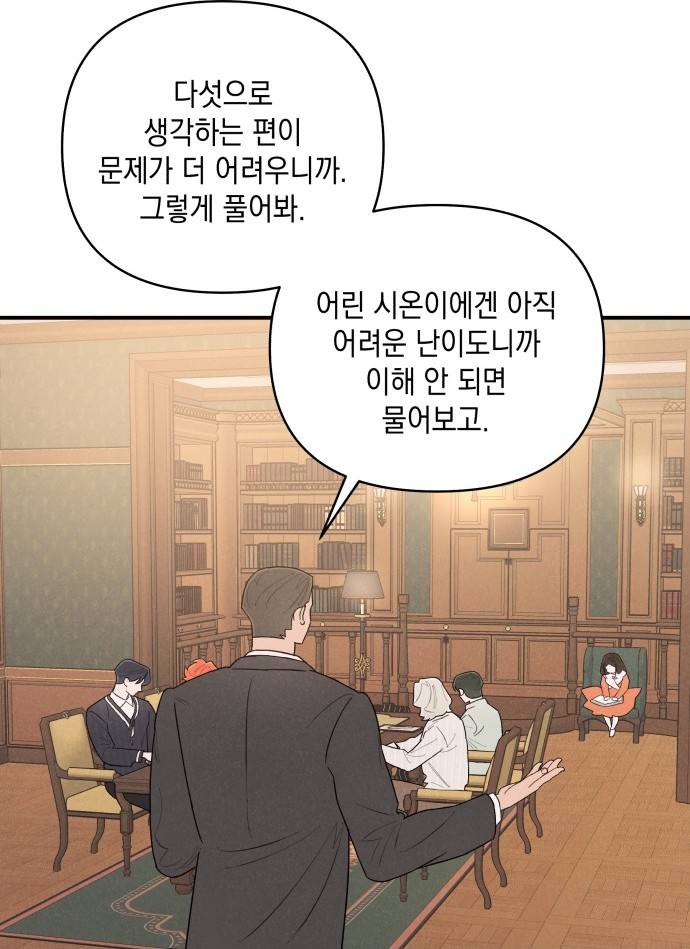 다섯으로
생각하는 편이
문제가 더 어려우니까.
그렇게 풀어봐.
어린 시온이에겐 아직
어려운 난이도니까
이해 안 되면
물어보고.